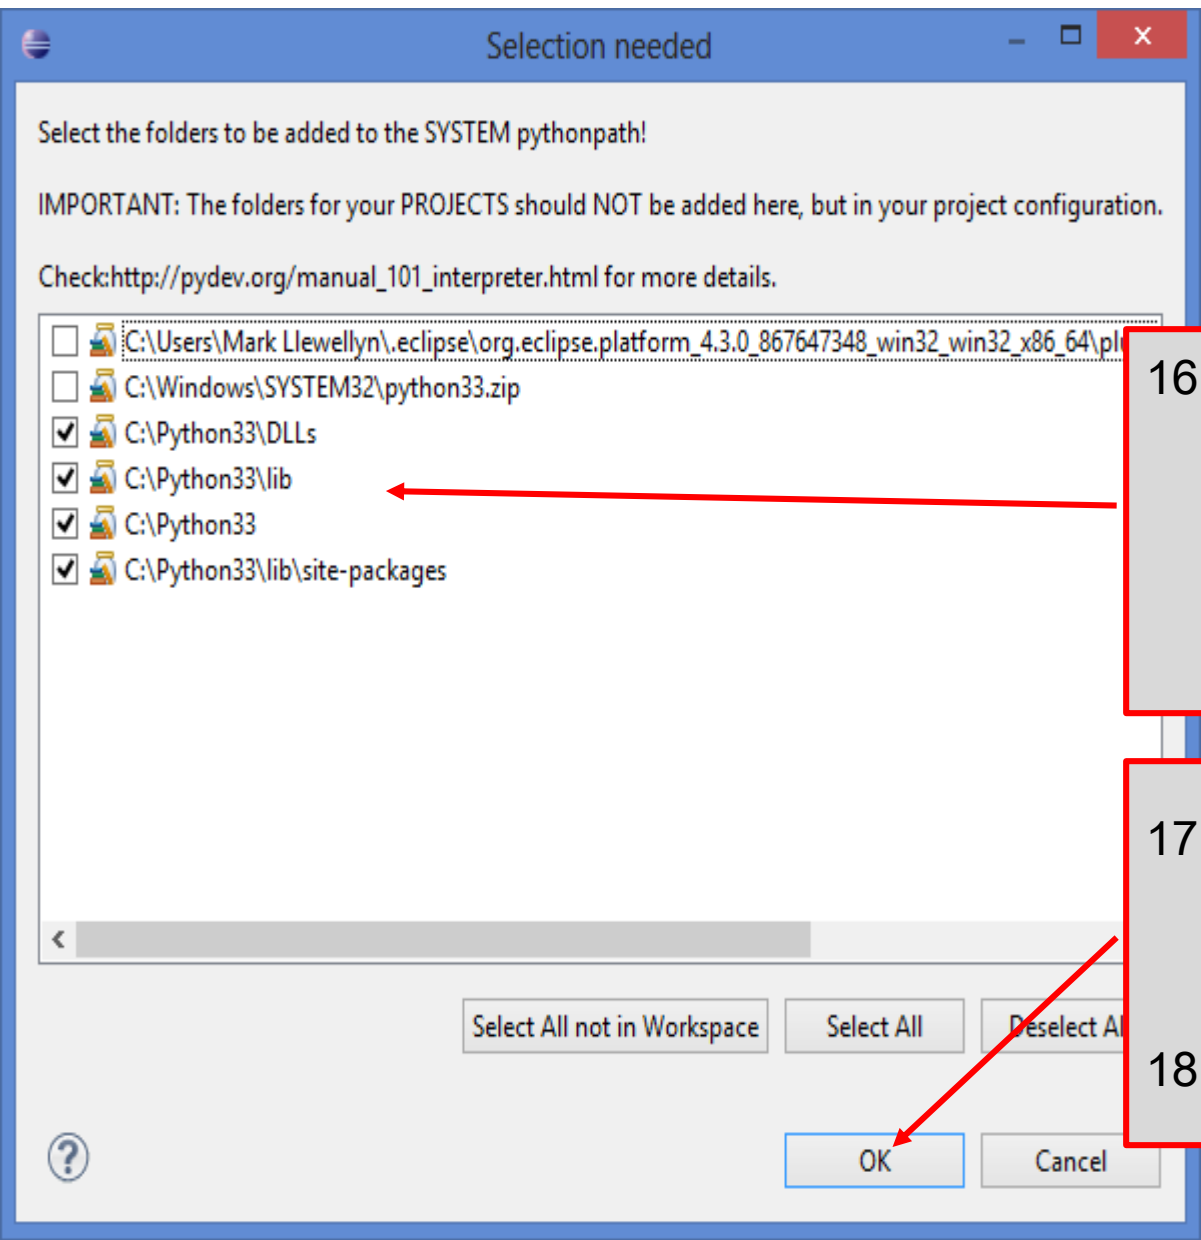 Selection needed
Select the folders to be added to the SYSTEM pythonpath!
IMPORTANT: The folders for your PROJECTS should NOT be added here, but in your project configuration.
Check:http://pydev.org/manual_101_interpreter.html for more details.
C:\Users\Mark Llewellyn\.eclipse\org.eclipse.platform_4.3.0_867647348_win32_win32_x86_64\pl
C:\Windows\SYSTEM32\python33.zip
C:\Python33\DLLs
C:\Python33\lib
C:\Python33
C:\Python33\lib\site-packages
16
17
18
Select All not in Workspace
Select All
Deselect A
OK
Cancel